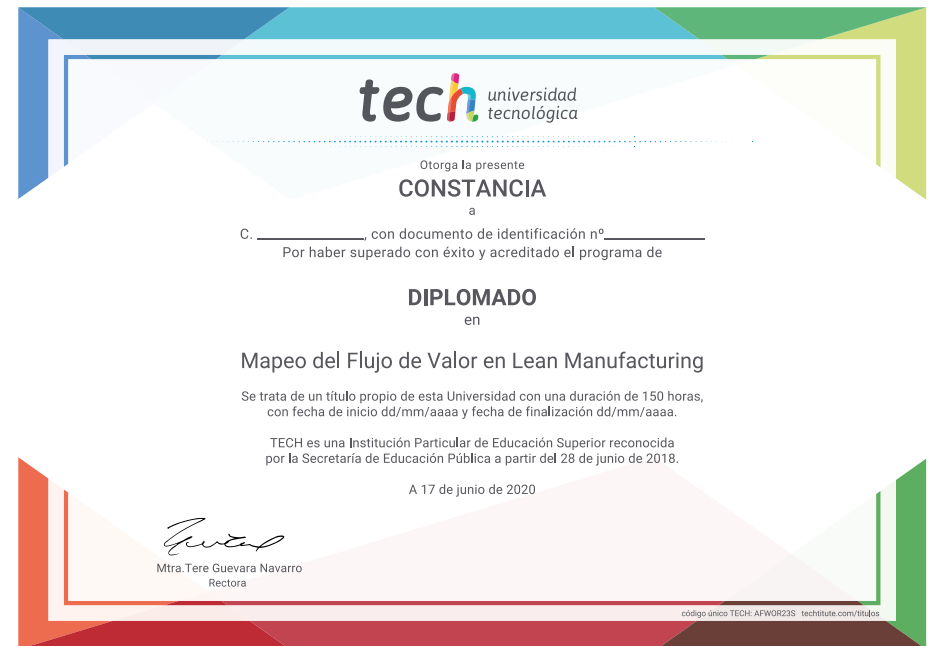 tech universidad
tecnológica
Otorga la presente
CONSTANCIA
a
C. ____________, con documento de identificación nº____________
Por haber superado con éxito y acreditado el programa de
DIPLOMADO
en
Mapeo del Flujo de Valor en Lean Manufacturing
Se trata de un título propio de esta Universidad con una duración de 150 horas,
con fecha de inicio dd/mm/aaaa y fecha de finalización dd/mm/aaaa.
TECH es una Institución Particular de Educación Superior reconocida
por la Secretaría de Educación Pública a partir del 28 de junio de 2018.
A 17 de junio de 2020
Mtra.Tere Guevara Navarro
Rectora
código único TECH: AFWOR23S techtitute.com/titulos